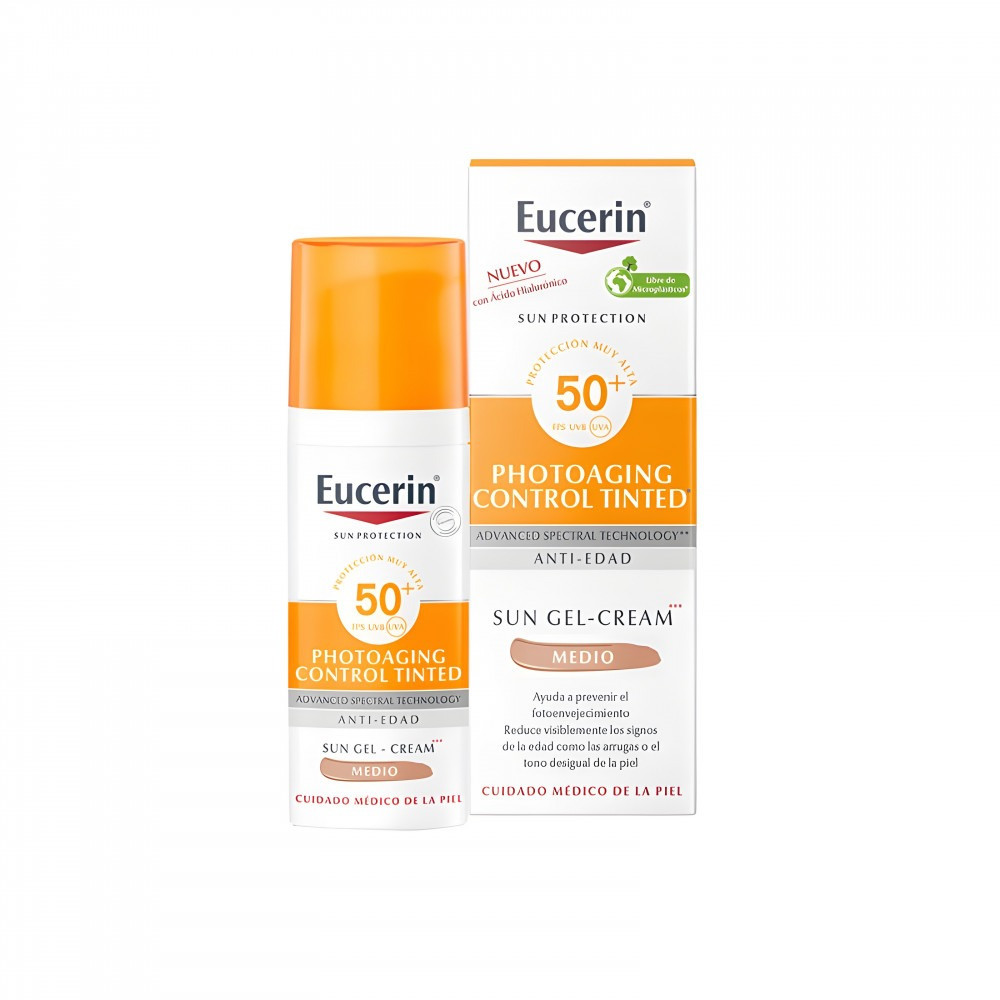 Eucerin®
SUN PROTECTION
PROTECCIÓN MUY ALTA
50+
FPS UVB UVA
PHOTOAGING
CONTROL TINTED
ADVANCED SPECTRAL TECHNOLOGY
ANTI-EDAD
SUN GEL - CREAM***
MEDIO
CUIDADO MÉDICO DE LA PIEL
Eucerin®
NUEVO
con Ácido Hialurónico
Libre de
Microplásticos*
SUN PROTECTION
PROTECCIÓN MUY ALTA
50+
FPS UVB UVA
PHOTOAGING
CONTROL TINTED*
ADVANCED SPECTRAL TECHNOLOGY**
ANTI-EDAD
SUN GEL-CREAM***
MEDIO
Ayuda a prevenir el
fotoenvejecimiento
Reduce visiblemente los signos
de la edad como las arrugas o el
tono desigual de la piel
CUIDADO MÉDICO DE LA PIEL